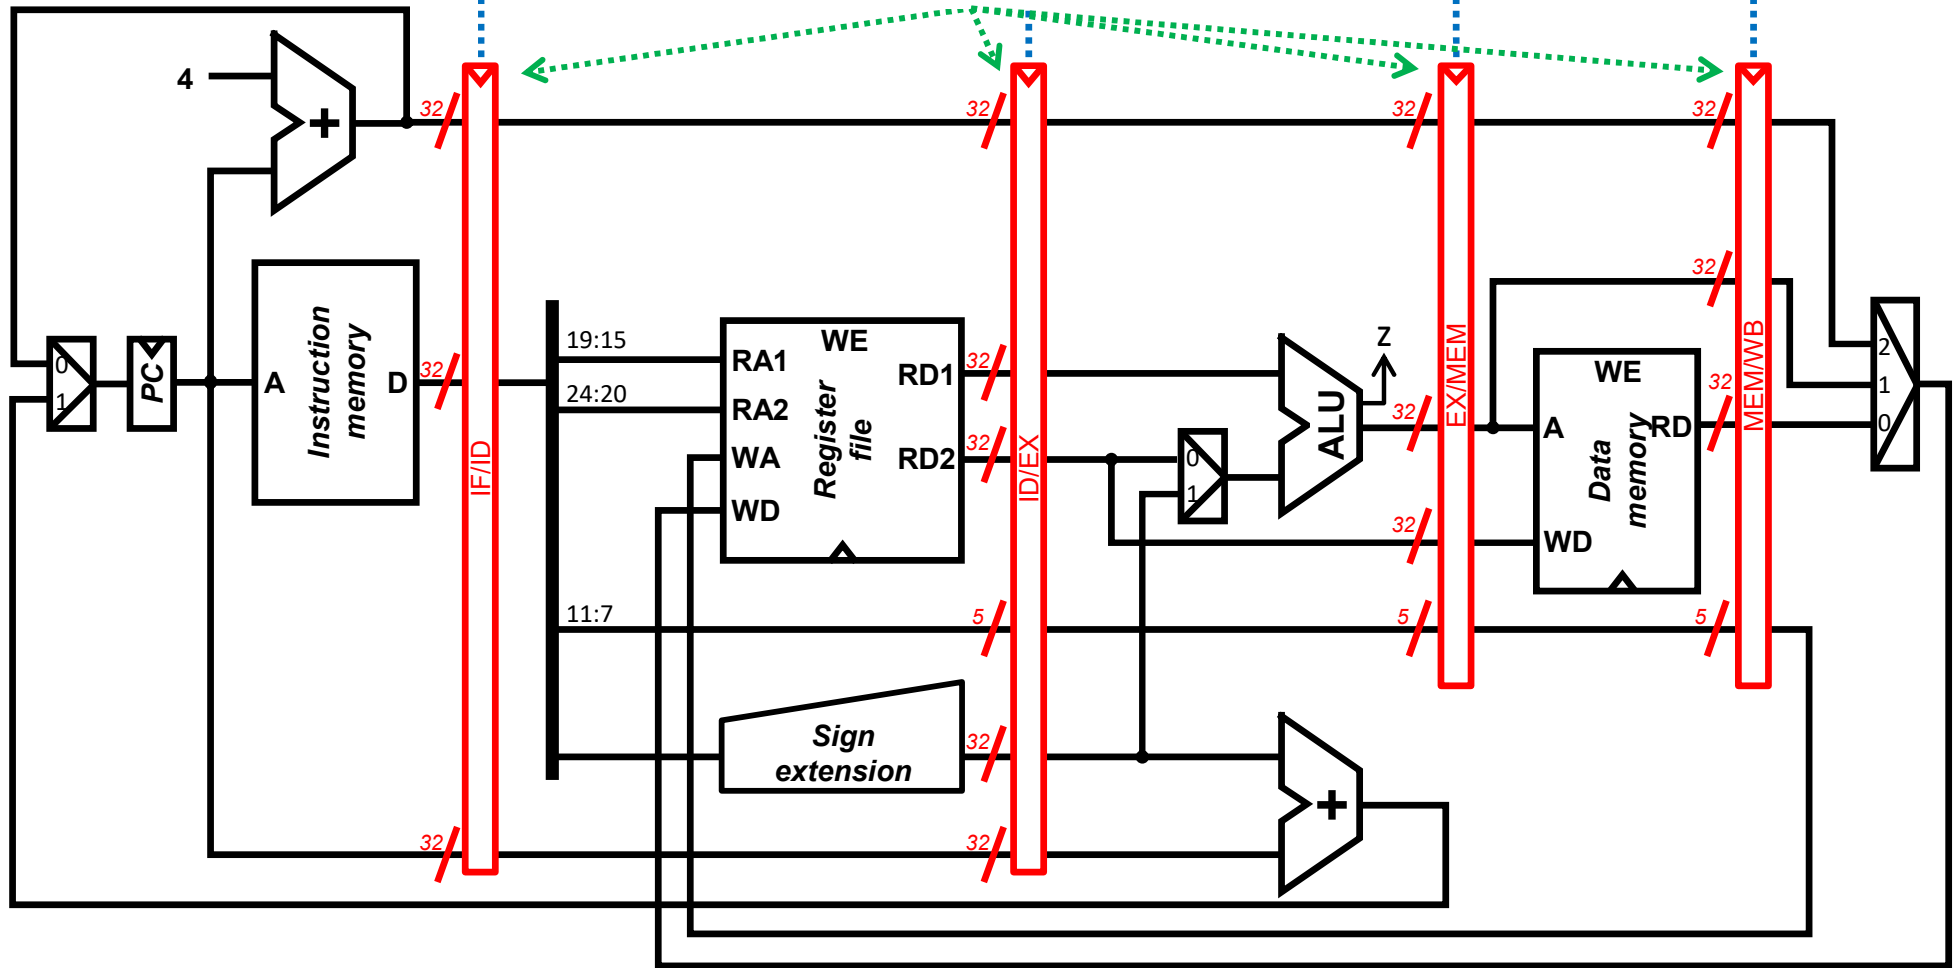 4
+
32
32
32
32
32
0
1
PC
A
Instruction
memory
D
32
IF/ID
19:15
24:20
RA1
RA2
WA
WD
WE
Register
file
RD1
RD2
32
32
ID/EX
0
1
ALU
Z
32
32
EX/MEM
A
WE
Data
memory
RD
WD
32
MEM/WB
2
1
0
11:7
5
5
5
Sign
extension
32
+
32
32